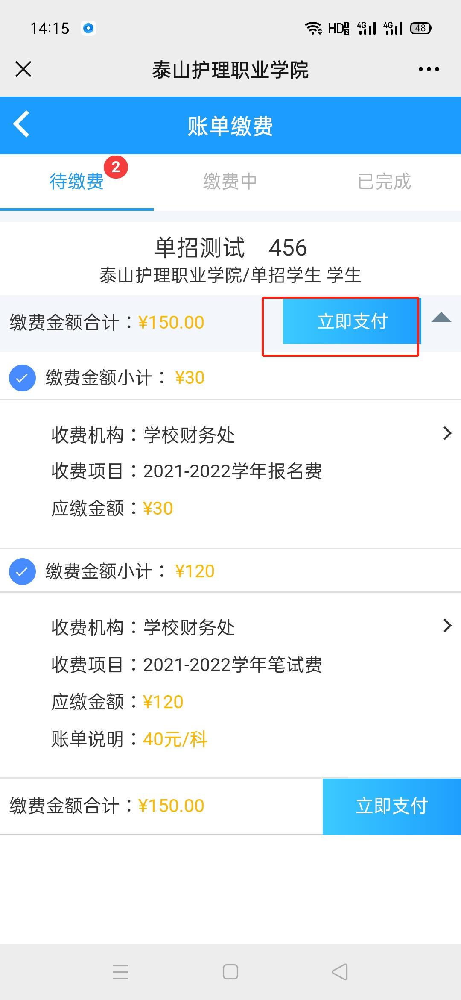 14:15
HD 1 2 4G 4G 48
泰山护理职业学院
账单缴费
待缴费 2 缴费中 已完成
单招测试 456
泰山护理职业学院/单招学生 学生
缴费金额合计：¥150.00 立即支付
缴费金额小计： ¥30
收费机构：学校财务处
收费项目：2021-2022学年报名费
应缴金额：¥30
缴费金额小计： ¥120
收费机构：学校财务处
收费项目：2021-2022学年笔试费
应缴金额：¥120
账单说明：40元/科
缴费金额合计：¥150.00 立即支付